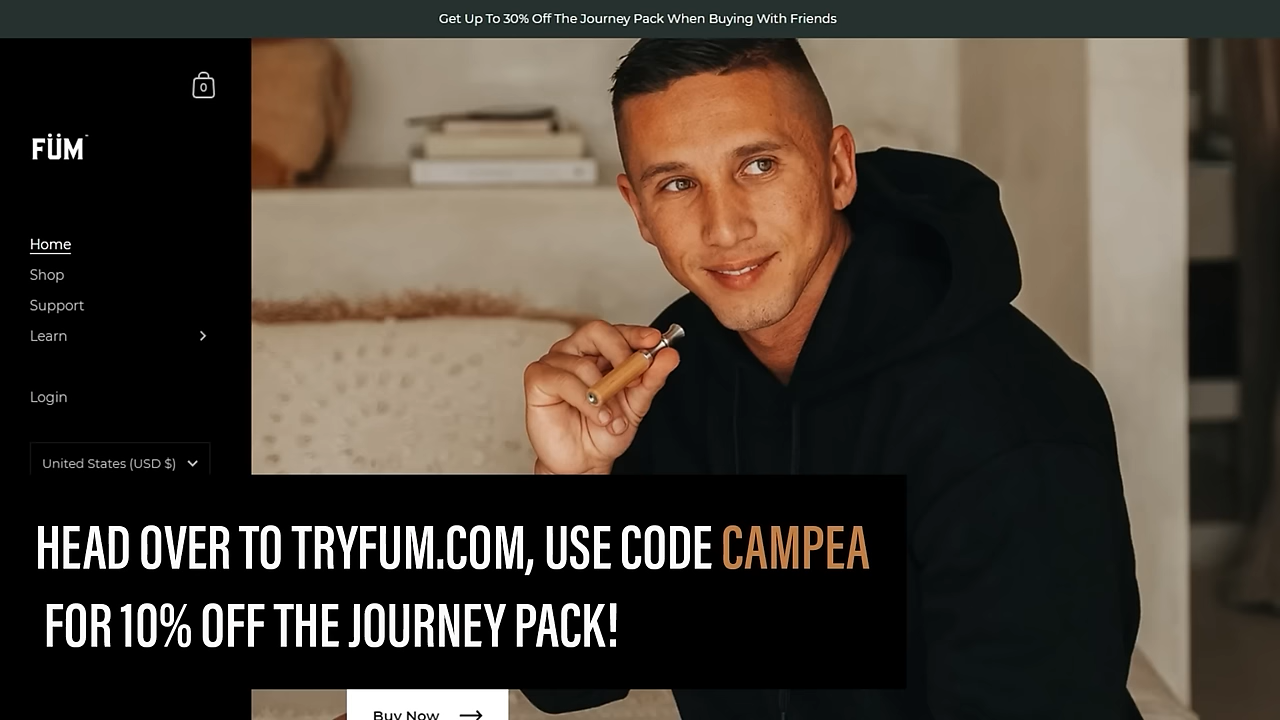 Get Up To 30% Off The Journey Pack When Buying With Friends
0
FÜM
Home
Shop
Support
Learn
Login
United States (USD $)
HEAD OVER TO TRYFUM.COM, USE CODE CAMPEA
FOR 10% OFF THE JOURNEY PACK!
Buy Now